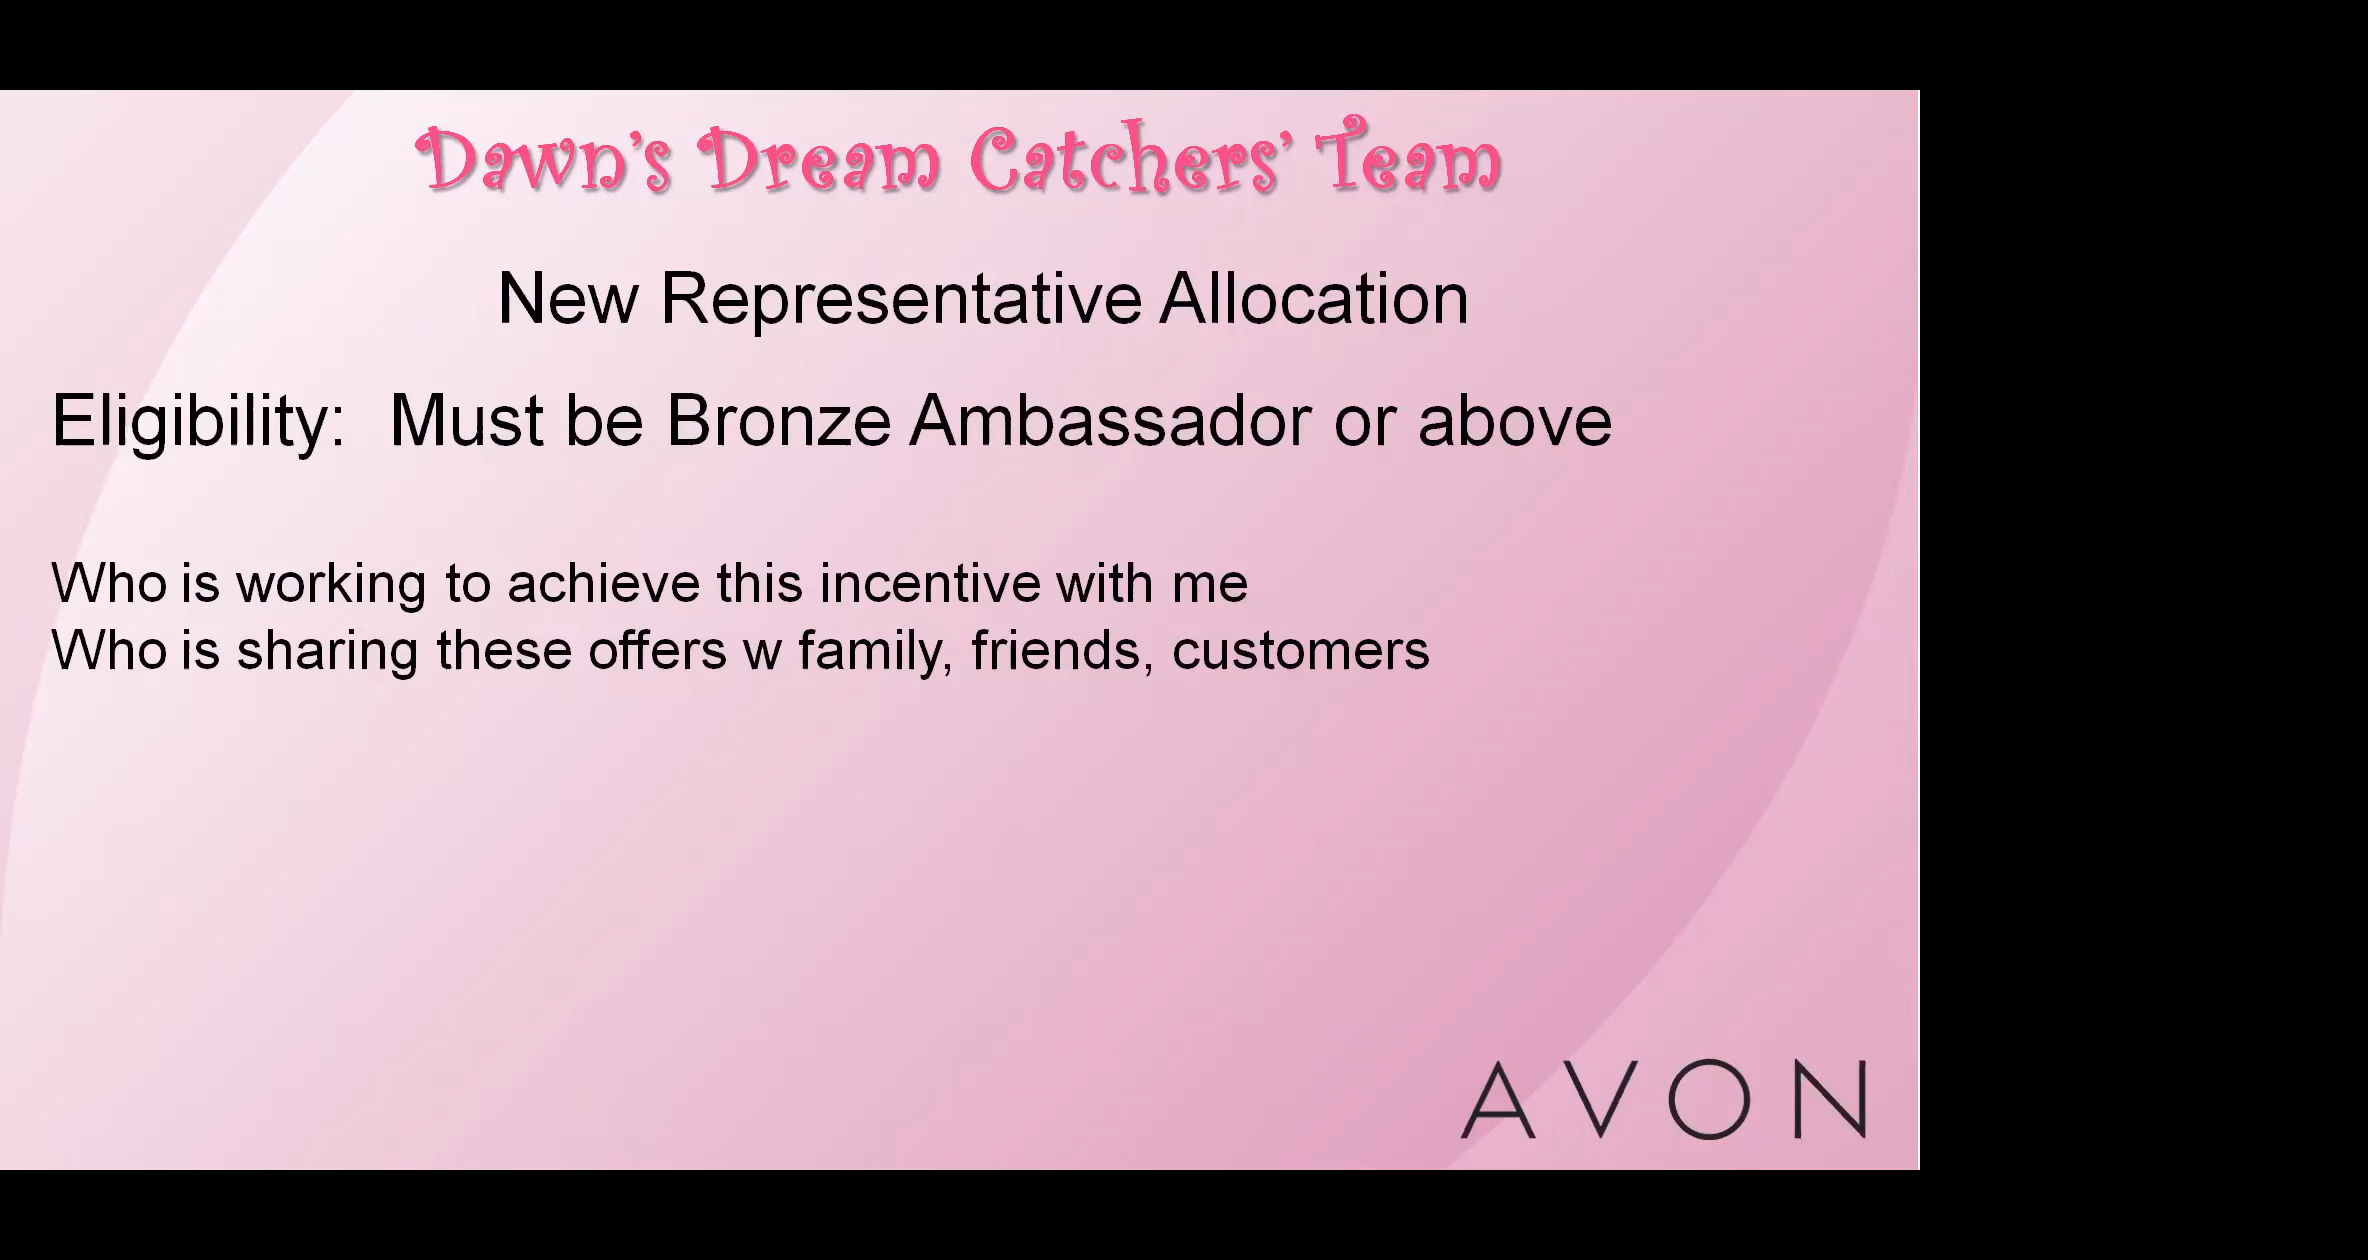 Dawn's Dream Catchers' Team
New Representative Allocation
Eligibility:  Must be Bronze Ambassador or above
Who is working to achieve this incentive with me
Who is sharing these offers w family, friends, customers
AVON